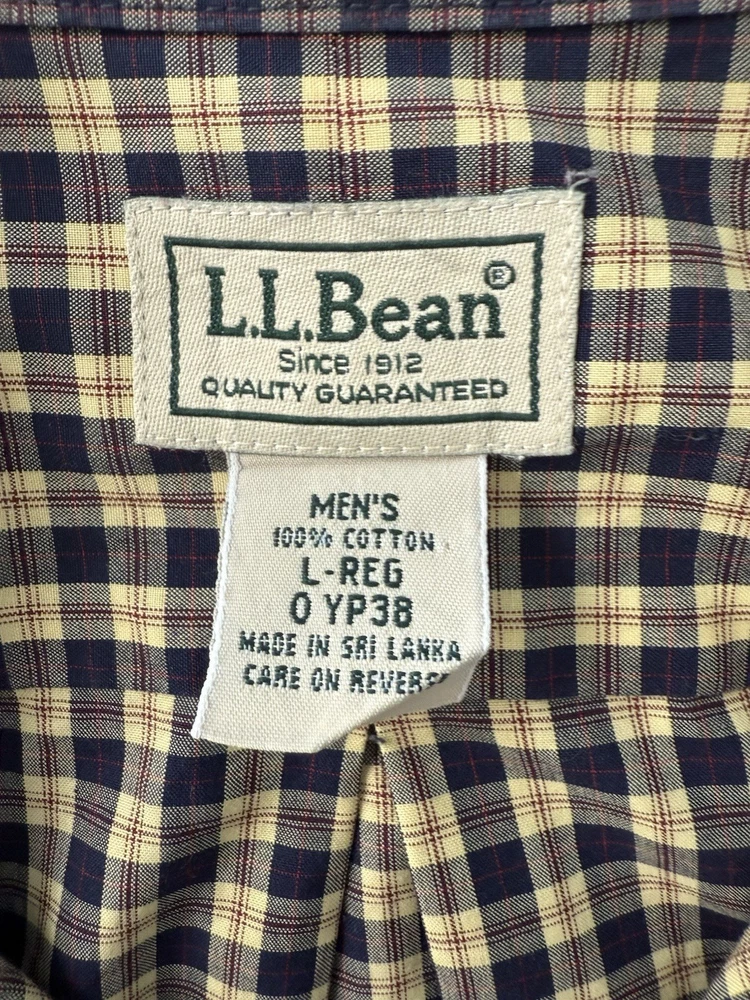 L.L.Bean®
Since 1912
QUALITY GUARANTEED
MEN'S
100% COTTON
L-REG
0 YP38
MADE IN SRI LANKA
CARE ON REVERSE